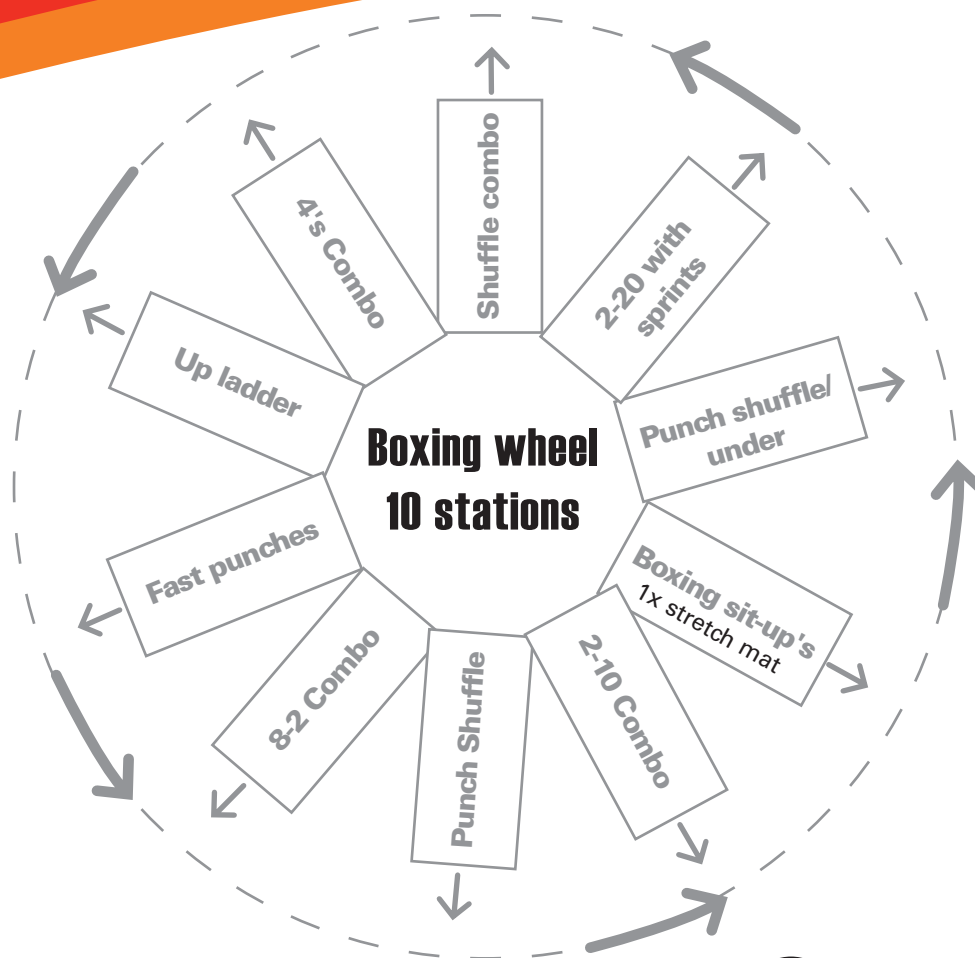 Shuffle combo
2-20 with
sprints
Punch shuffle/
under
Boxing sit-up's
1x stretch mat
2-10 Combo
Punch Shuffle
8-2 Combo
Fast punches
Up ladder
4's Combo
Boxing wheel
10 stations